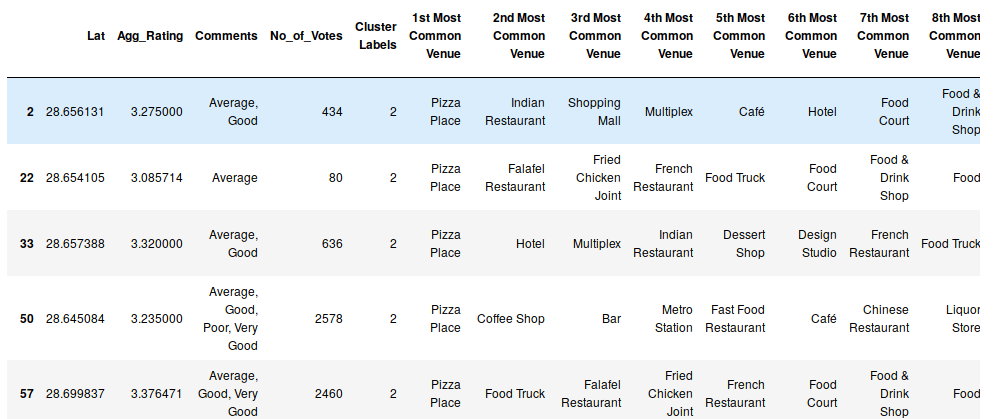 Lat Agg_Rating Comments No_of_Votes Cluster Labels 1st Most Common Venue 2nd Most Common Venue 3rd Most Common Venue 4th Most Common Venue 5th Most Common Venue 6th Most Common Venue 7th Most Common Venue 8th Most Common Venue
2 28.656131 3.275000 Average, Good 434 2 Pizza Place Indian Restaurant Shopping Mall Multiplex Café Hotel Food Court Food & Drink Shop
22 28.654105 3.085714 Average 80 2 Pizza Place Falafel Restaurant Fried Chicken Joint French Restaurant Food Truck Food Court Food & Drink Shop Food
33 28.657388 3.320000 Average, Good 636 2 Pizza Place Hotel Multiplex Indian Restaurant Dessert Shop Design Studio French Restaurant Food Truck
50 28.645084 3.235000 Average, Good, Poor, Very Good 2578 2 Pizza Place Coffee Shop Bar Metro Station Fast Food Restaurant Café Chinese Restaurant Liquor Store
57 28.699837 3.376471 Average, Good, Very Good 2460 2 Pizza Place Food Truck Falafel Restaurant Fried Chicken Joint French Restaurant Food Court Food & Drink Shop Food